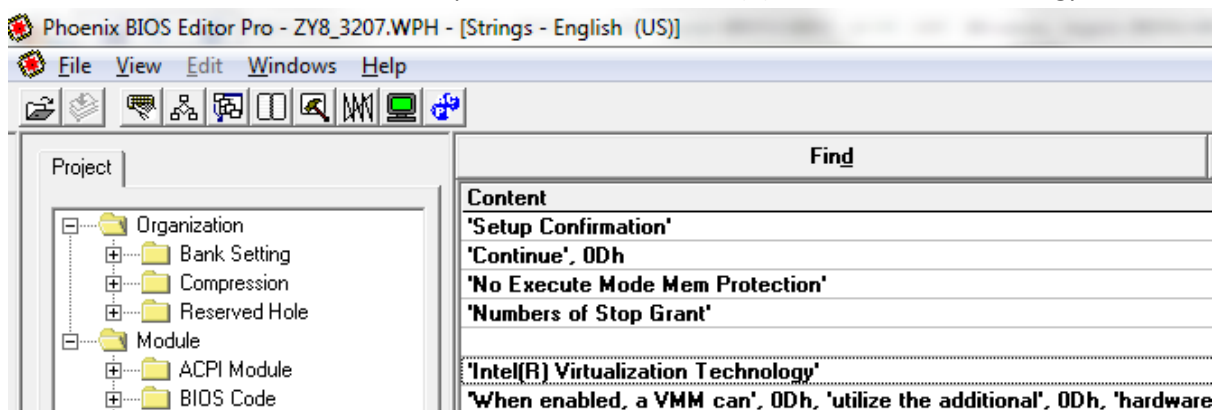 Phoenix BIOS Editor Pro - ZY8_3207.WPH - [Strings - English (US)]
File View Edit Windows Help
Project
Find
Content
Organization
'Setup Confirmation'
Bank Setting
'Continue', 0Dh
Compression
'No Execute Mode Mem Protection'
Reserved Hole
'Numbers of Stop Grant'
Module
ACPI Module
'Intel(R) Virtualization Technology'
BIOS Code
'When enabled, a VMM can', 0Dh, 'utilize the additional', 0Dh, 'hardware